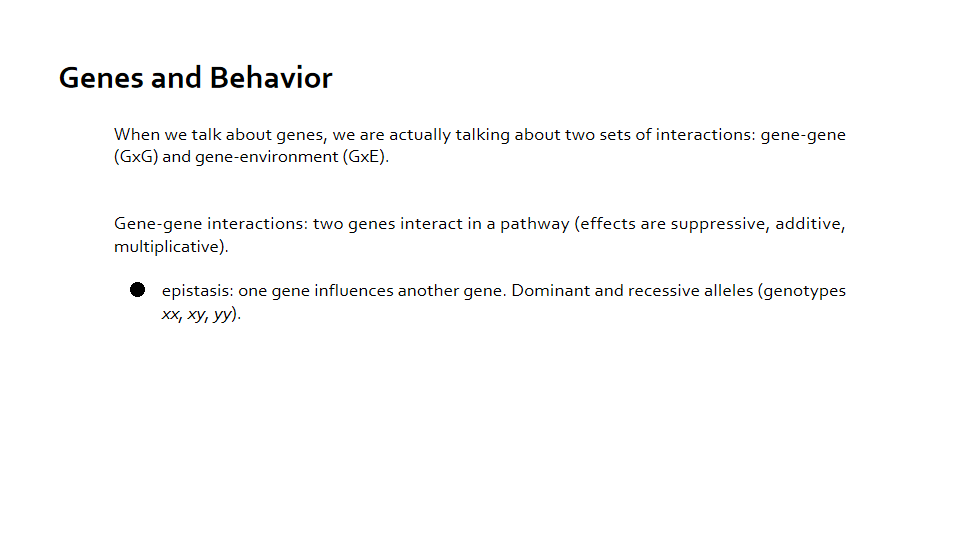 Genes and Behavior
When we talk about genes, we are actually talking about two sets of interactions: gene-gene
(GxG) and gene-environment (GxE).
Gene-gene interactions: two genes interact in a pathway (effects are suppressive, additive,
multiplicative).
● epistasis: one gene influences another gene. Dominant and recessive alleles (genotypes
xx, xy, yy).